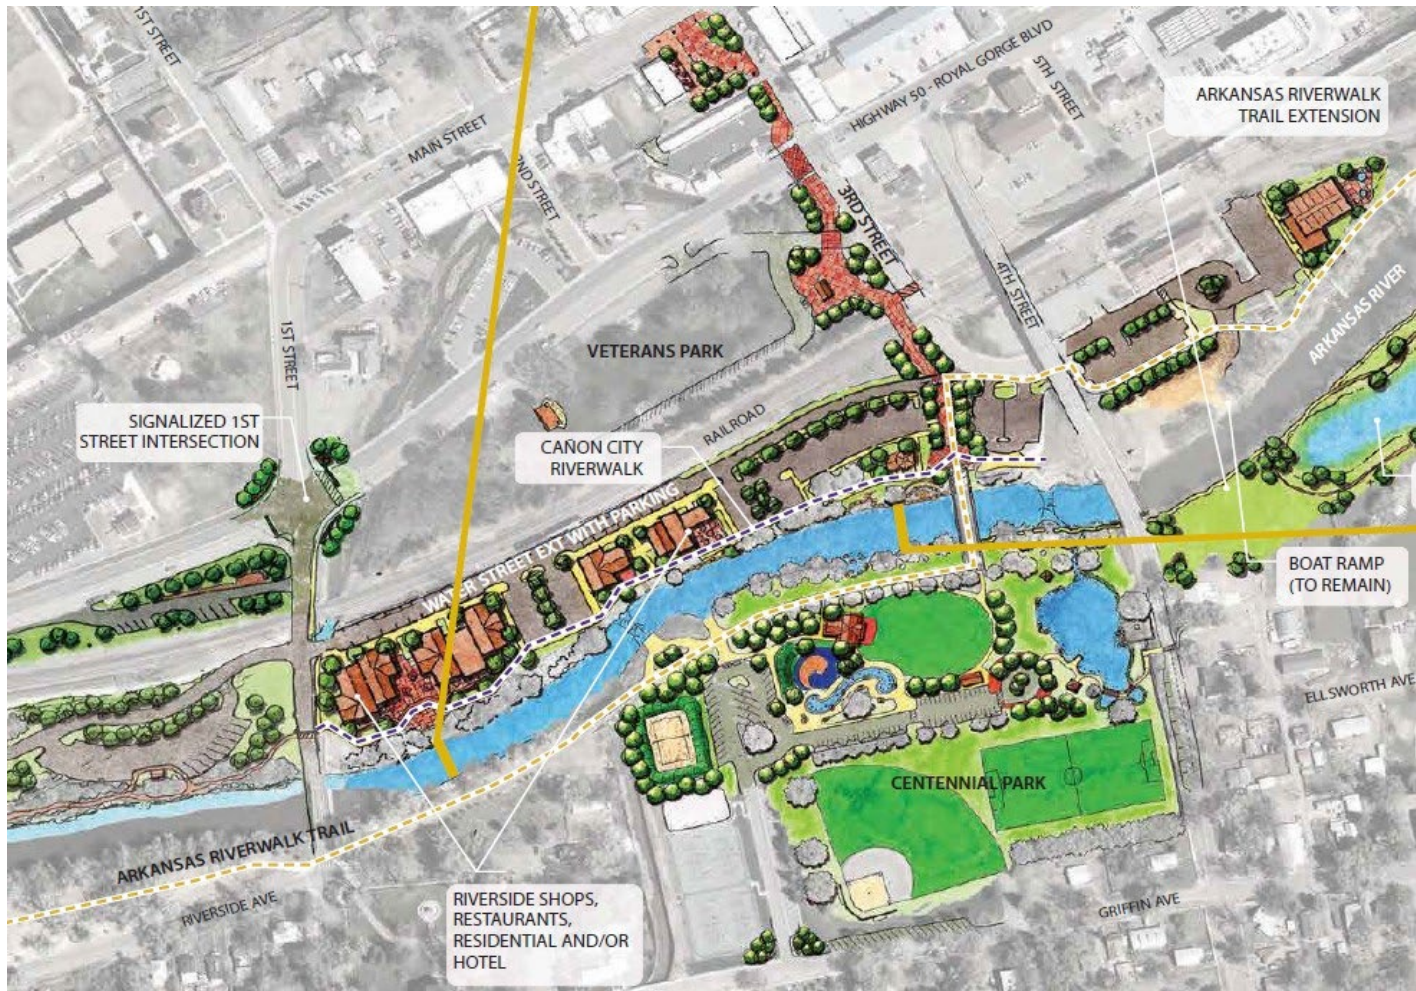 1ST STREET
MAIN STREET
2ND STREET
HIGHWAY 50 - ROYAL GORGE BLVD
5TH STREET
ARKANSAS RIVERWALK
TRAIL EXTENSION
3RD STREET
4TH STREET
ARKANSAS RIVER
1ST STREET
VETERANS PARK
SIGNALIZED 1ST
STREET INTERSECTION
RAILROAD
CAÑON CITY
RIVERWALK
WATER STREET EXT WITH PARKING
BOAT RAMP
(TO REMAIN)
ELLSWORTH AVE
CENTENNIAL PARK
ARKANSAS RIVERWALK TRAIL
RIVERSIDE AVE
RIVERSIDE SHOPS,
RESTAURANTS,
RESIDENTIAL AND/OR
HOTEL
GRIFFIN AVE